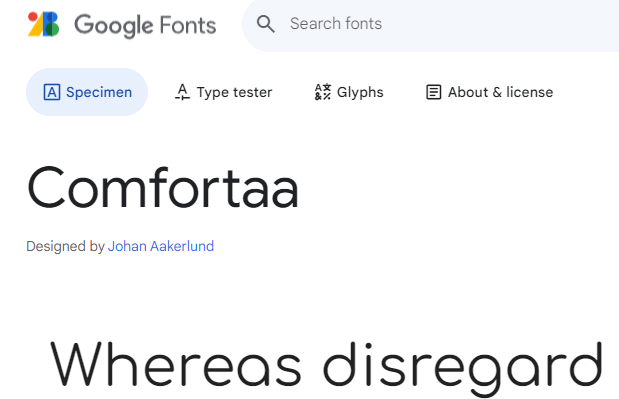 Google Fonts
Search fonts
Specimen
Type tester
Glyphs
About & license
Comfortaa
Designed by Johan Aakerlund
Whereas disregard